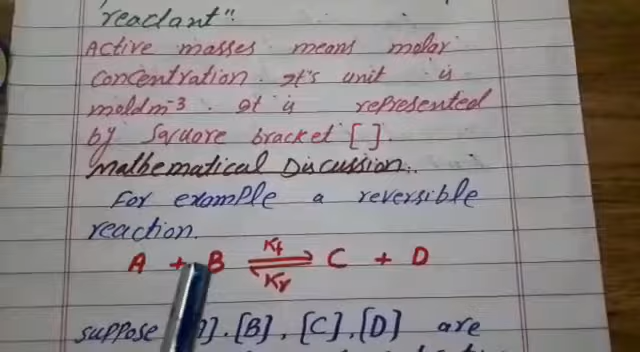 reactant".
Active masses means molar
concentration. It's unit is
moldm-3. It is represented
by Square bracket [ ].
Mathematical Discussion.
For example a reversible
reaction.
Kf
A + B ⇌ C + D
Kr
suppose ], [B], [C], [D] are